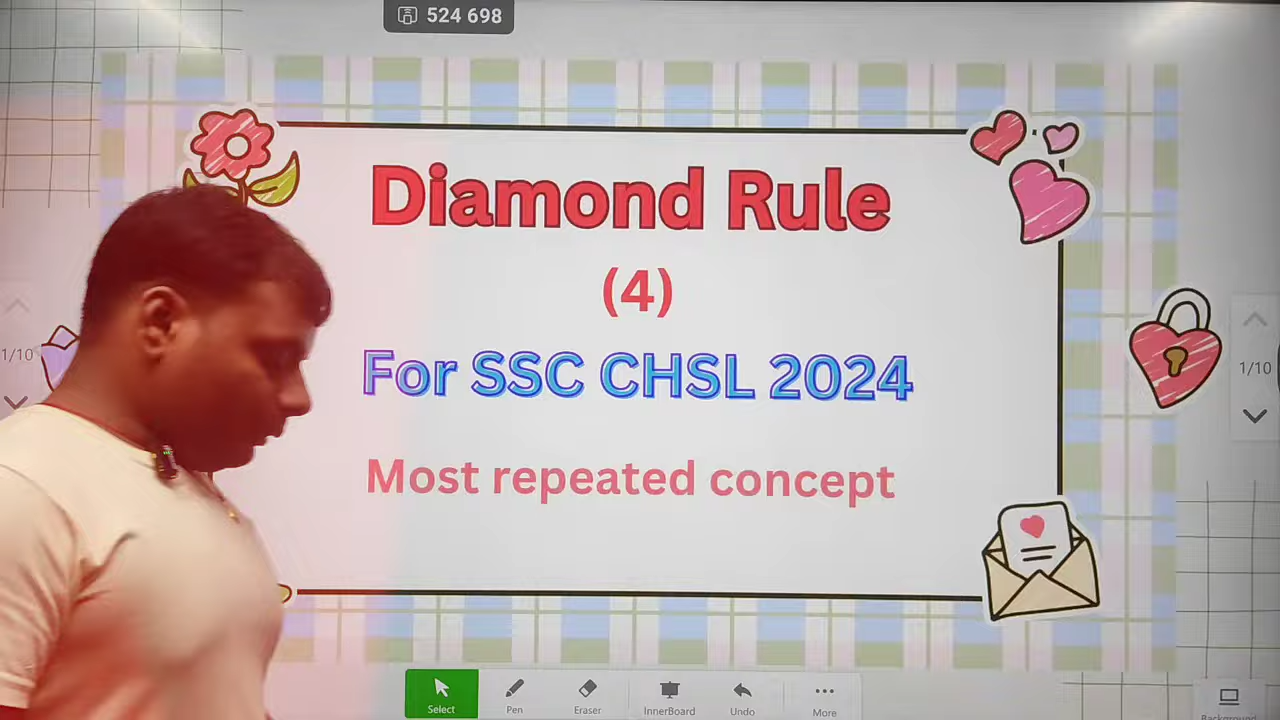 524 698
Diamond Rule
(4)
For SSC CHSL 2024
Most repeated concept
1/10
1/10
Select
Pen
Eraser
InnerBoard
Undo
More
Background